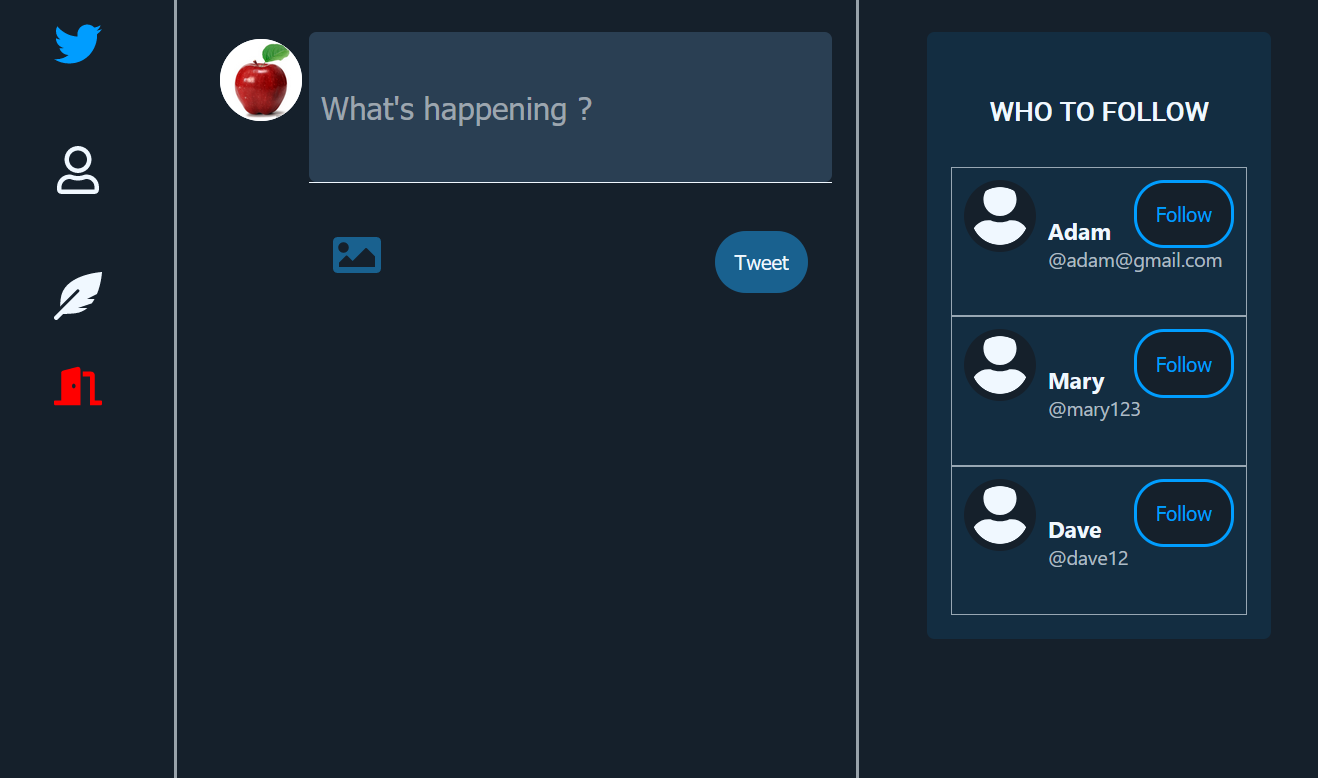 What's happening ?
Tweet
WHO TO FOLLOW
Adam
Follow
@adam@gmail.com
Mary
Follow
@mary123
Dave
Follow
@dave12